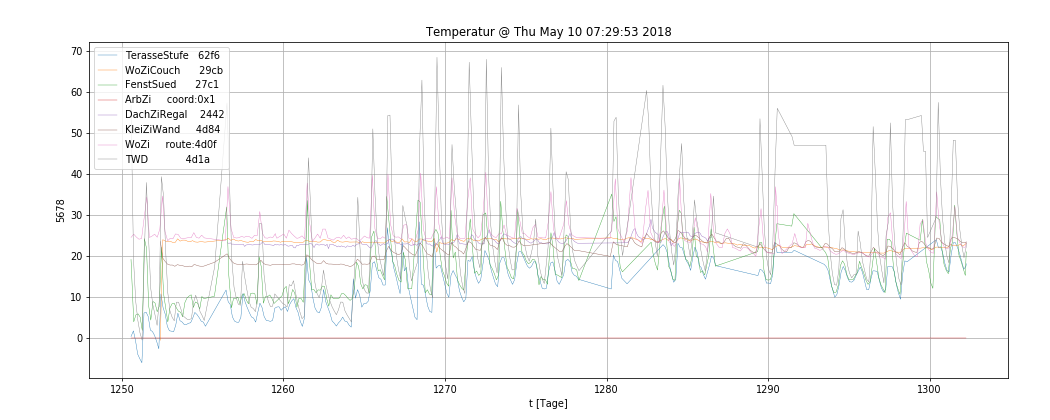 Temperatur @ Thu May 10 07:29:53 2018
70
60
50
40
30
20
10
0
5678
TerasseStufe 62f6
WoZiCouch 29cb
FenstSued 27c1
ArbZi coord:0x1
DachZiRegal 2442
KleiZiWand 4d84
WoZi route:4d0f
TWD 4d1a
1250 1260 1270 1280 1290 1300
t [Tage]